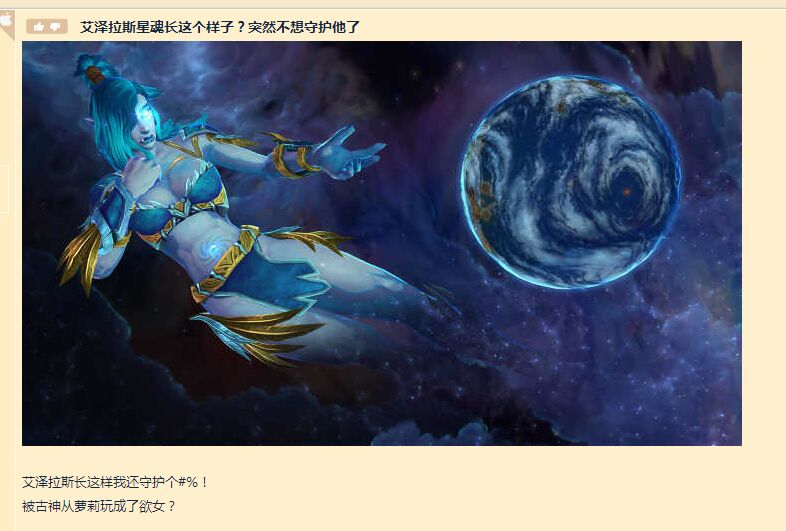 艾泽拉斯星魂长这个样子？突然不想守护他了
艾泽拉斯长这样我还守护个#%！
被古神从萝莉玩成了欲女？